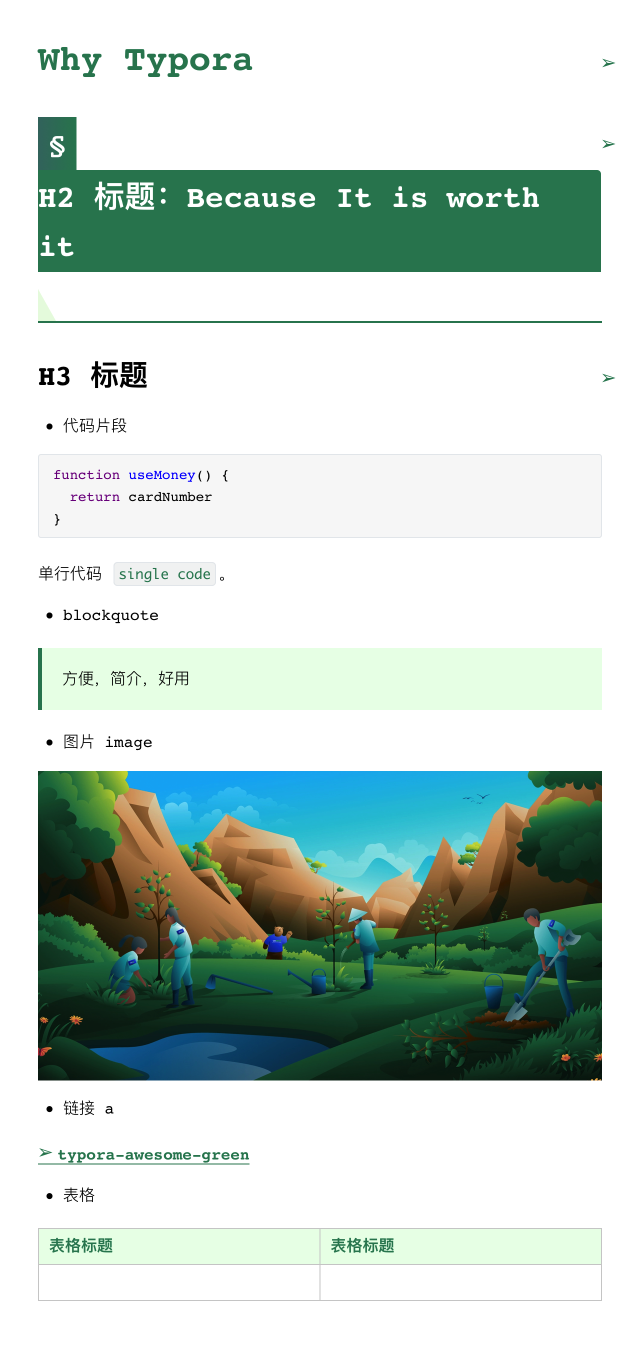 Why Typora
➢
§
➢
H2 标题：Because It is worth
it
H3 标题
➢
• 代码片段
function useMoney() {
  return cardNumber
}
单行代码 single code 。
• blockquote
方便，简介，好用
• 图片 image
• 链接 a
➢ typora-awesome-green
• 表格
表格标题 表格标题